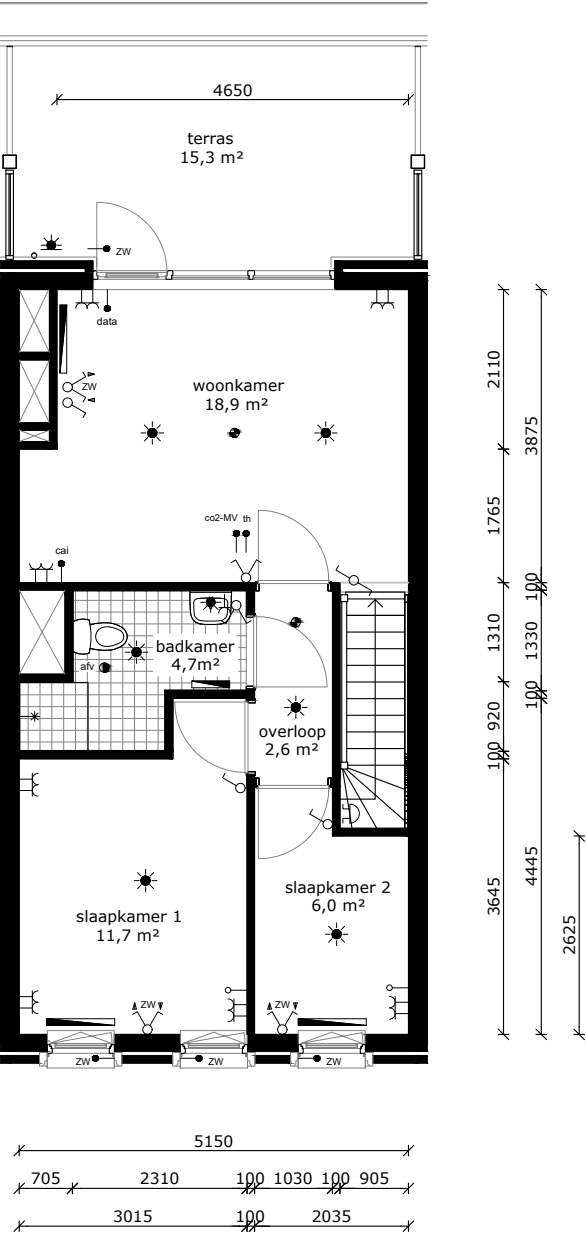 4650
terras
15,3 m²
ZW
data
woonkamer
18,9 m²
ZW
co2-MV th
cai
badkamer
4,7m²
afv
overloop
2,6 m²
slaapkamer 1
11,7 m²
slaapkamer 2
6,0 m²
ZW
ZW
ZW
ZW
ZW
2110
3875
1765
100
1310
1330
100
920
100
3645
4445
2625
5150
705 2310 100 1030 100 905
3015 100 2035